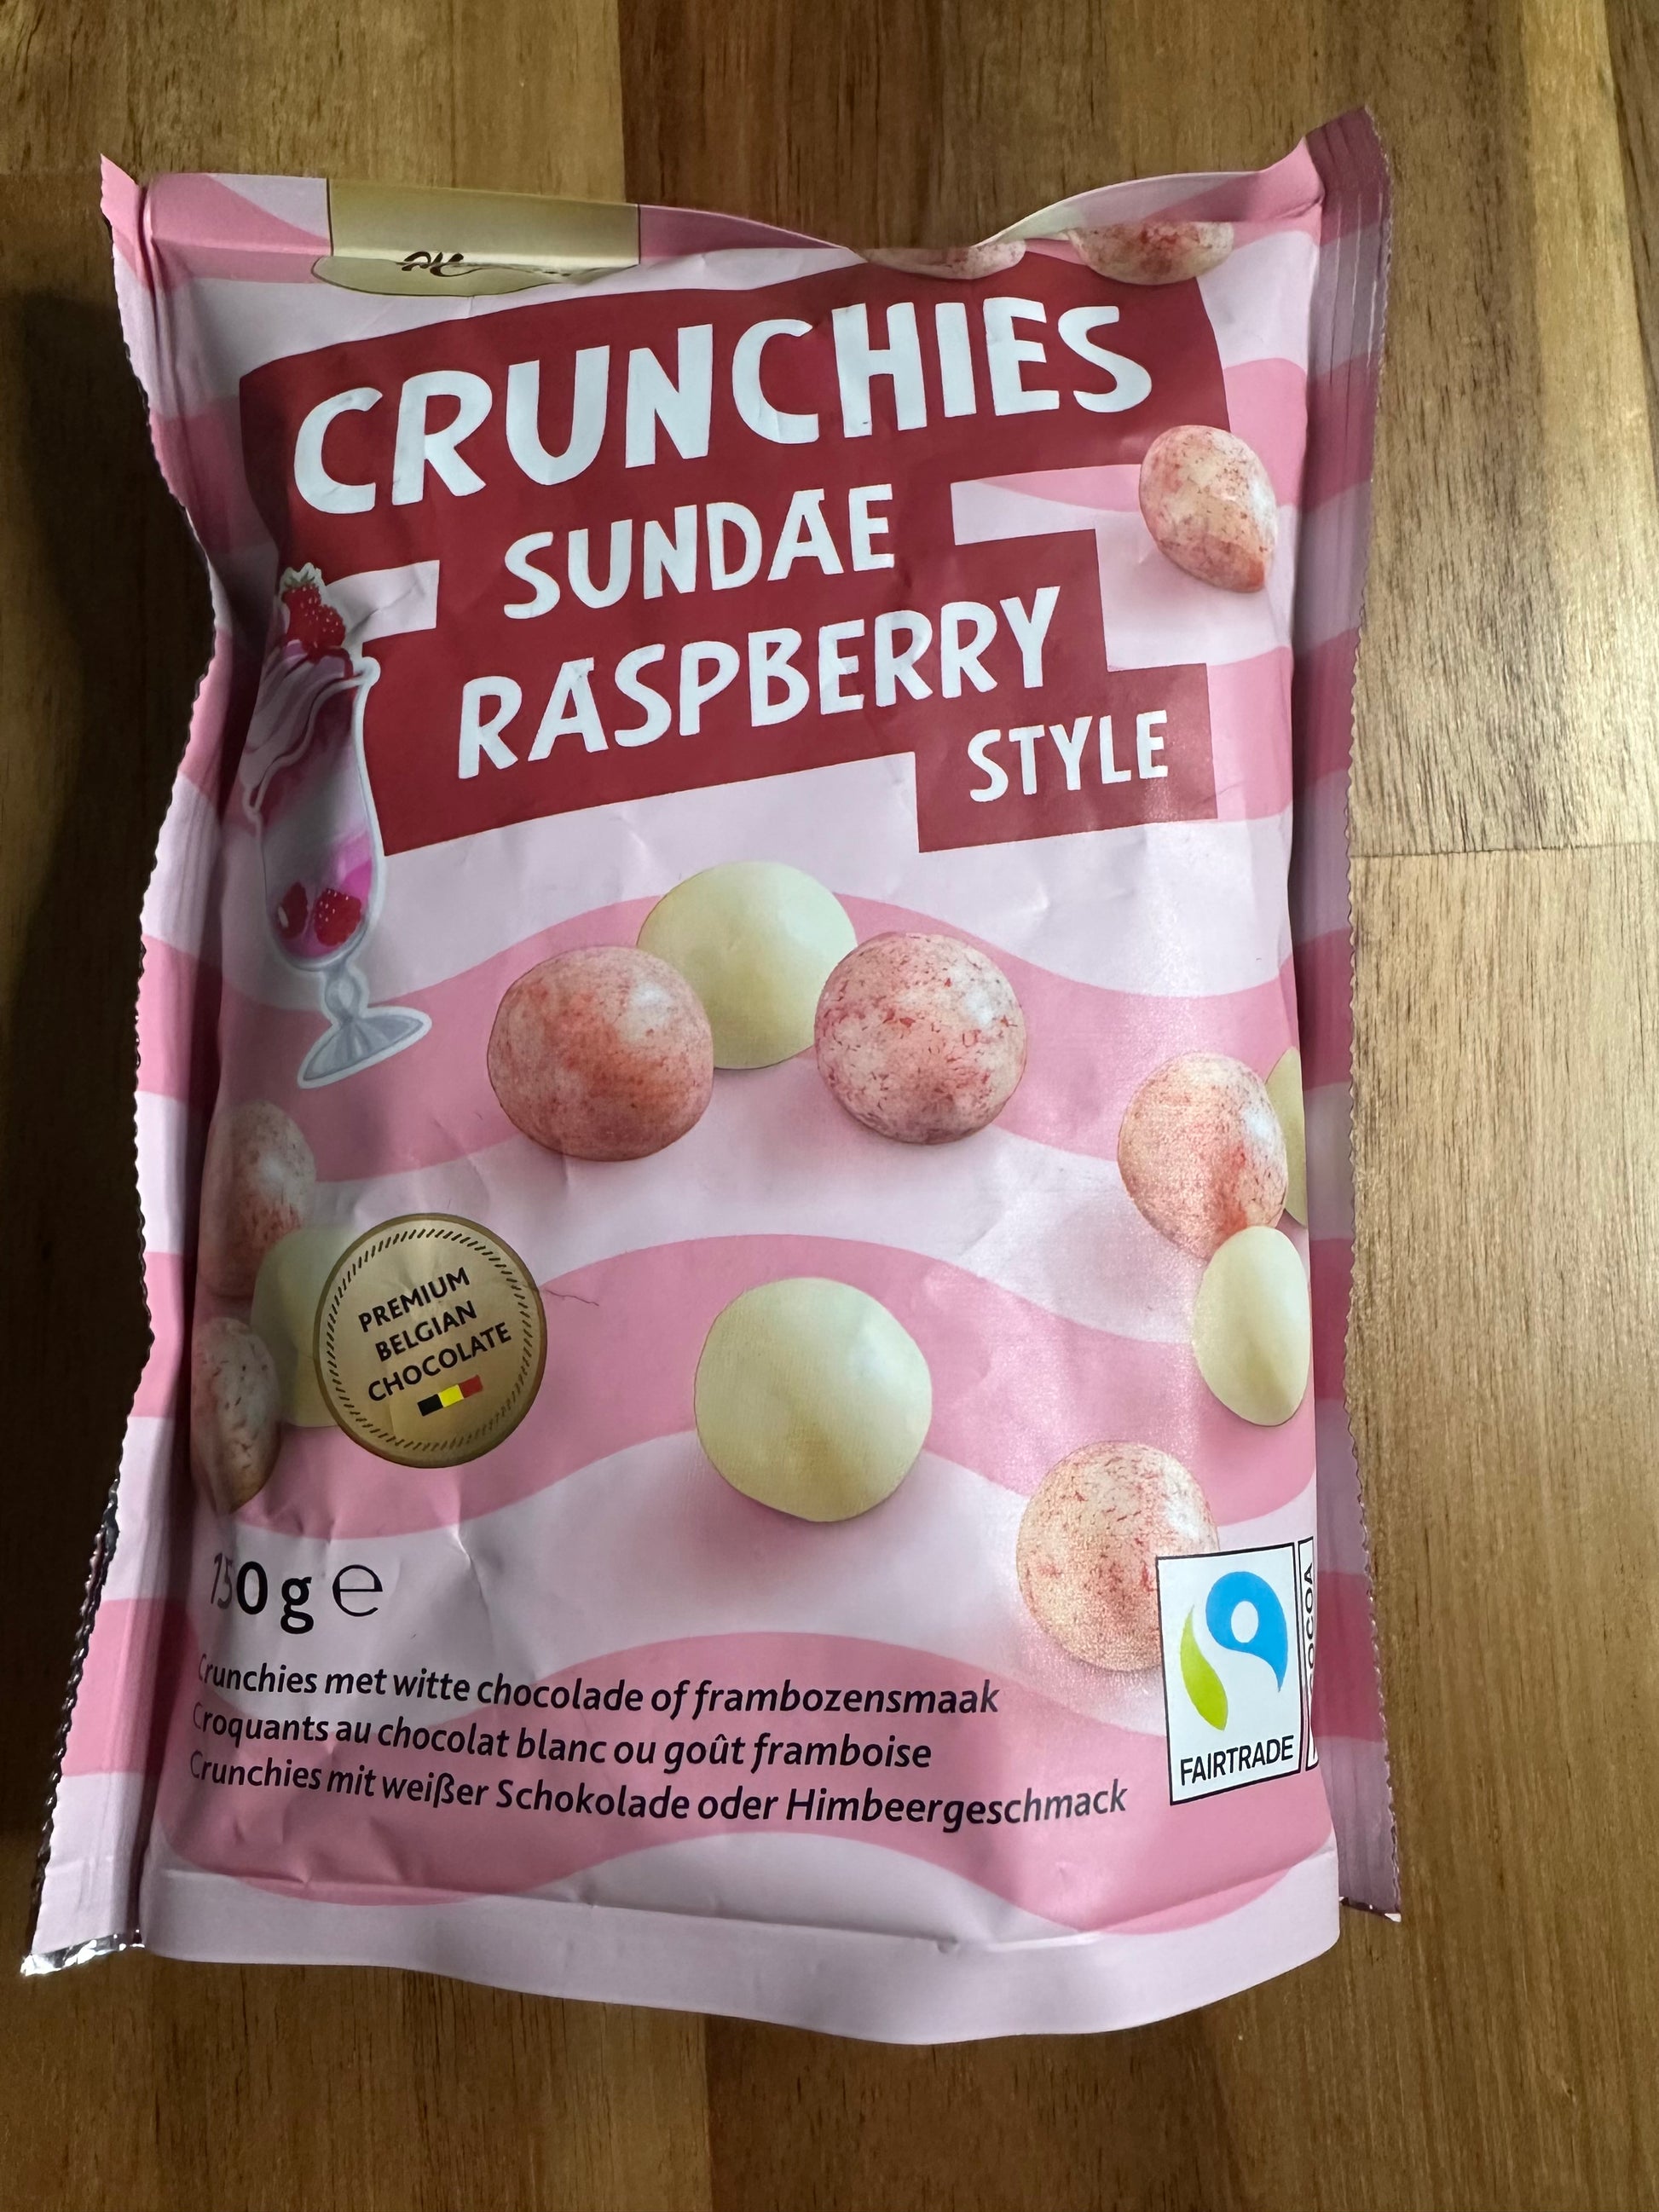 CRUNCHIES
SUNDAE
RASPBERRY
STYLE
PREMIUM
BELGIAN
CHOCOLATE
150 g e
Crunchies met witte chocolade of frambozensmaak
Croquants au chocolat blanc ou goût framboise
Crunchies mit weißer Schokolade oder Himbeergeschmack
FAIRTRADE
COCOA